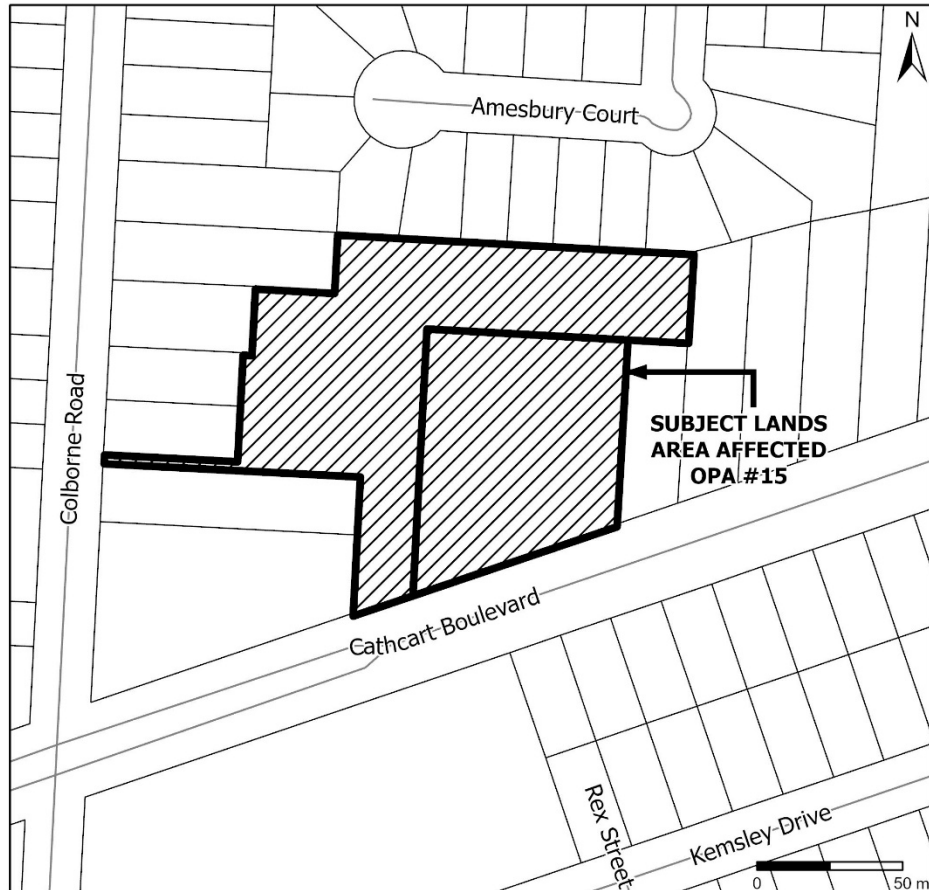 N
Amesbury Court
Colborne Road
SUBJECT LANDS
AREA AFFECTED
OPA #15
Cathcart Boulevard
Rex Street
Kemsley Drive
0 50 m